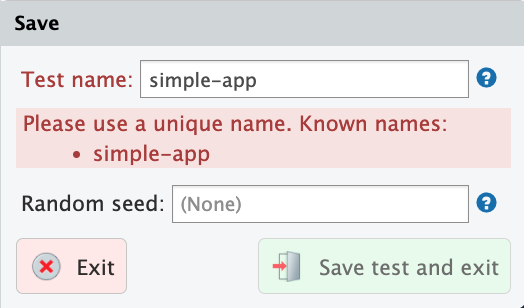 Save
Test name: simple-app ?
Please use a unique name. Known names:
• simple-app
Random seed: (None) ?
Exit Save test and exit